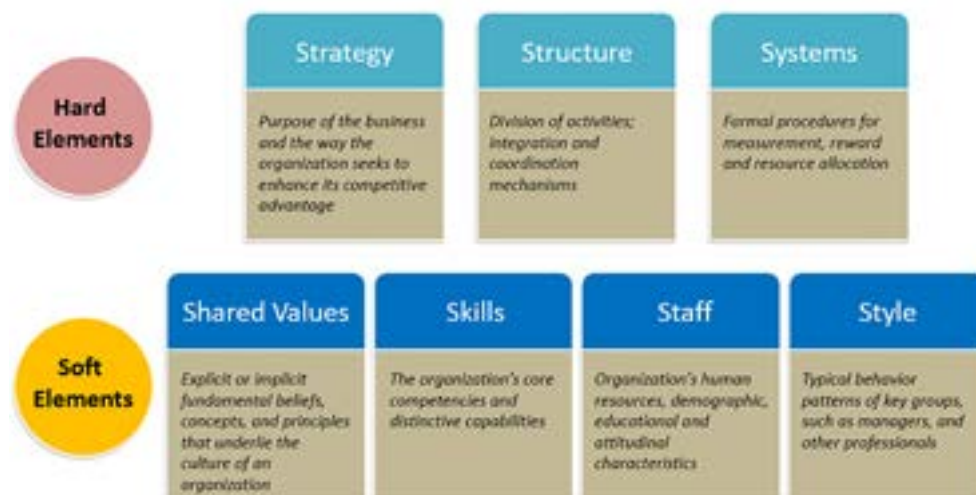 Hard
Elements
Strategy
Purpose of the business
and the way the
organization seeks to
enhance its competitive
advantage
Structure
Division of activities;
integration and
coordination
mechanisms
Systems
Formal procedures for
measurement, reward
and resource allocation
Soft
Elements
Shared Values
Explicit or implicit
fundamental beliefs,
concepts, and principles
that underlie the
culture of an
organization
Skills
The organization's core
competencies and
distinctive capabilities
Staff
Organization's human
resources, demographic,
educational and
attitudinal
characteristics
Style
Typical behavior
patterns of key groups,
such as managers, and
other professionals